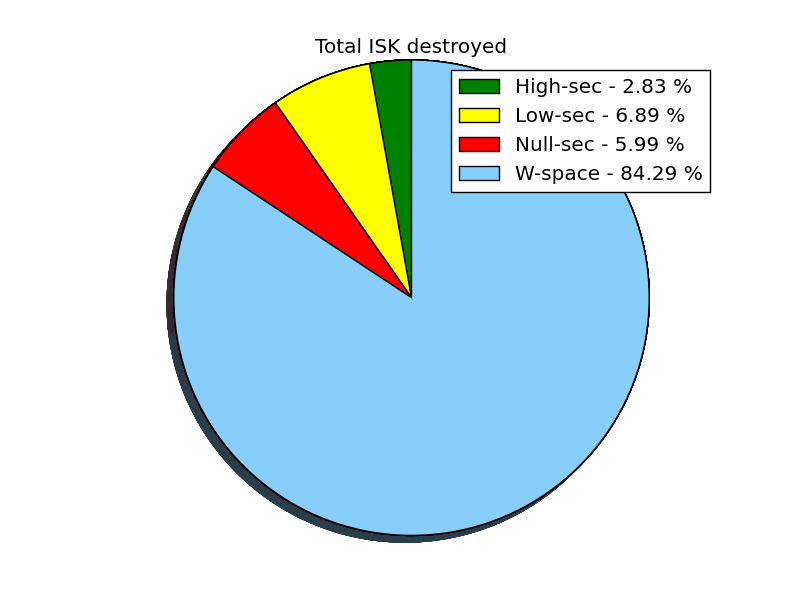 Total ISK destroyed
High-sec - 2.83 %
Low-sec - 6.89 %
Null-sec - 5.99 %
W-space - 84.29 %